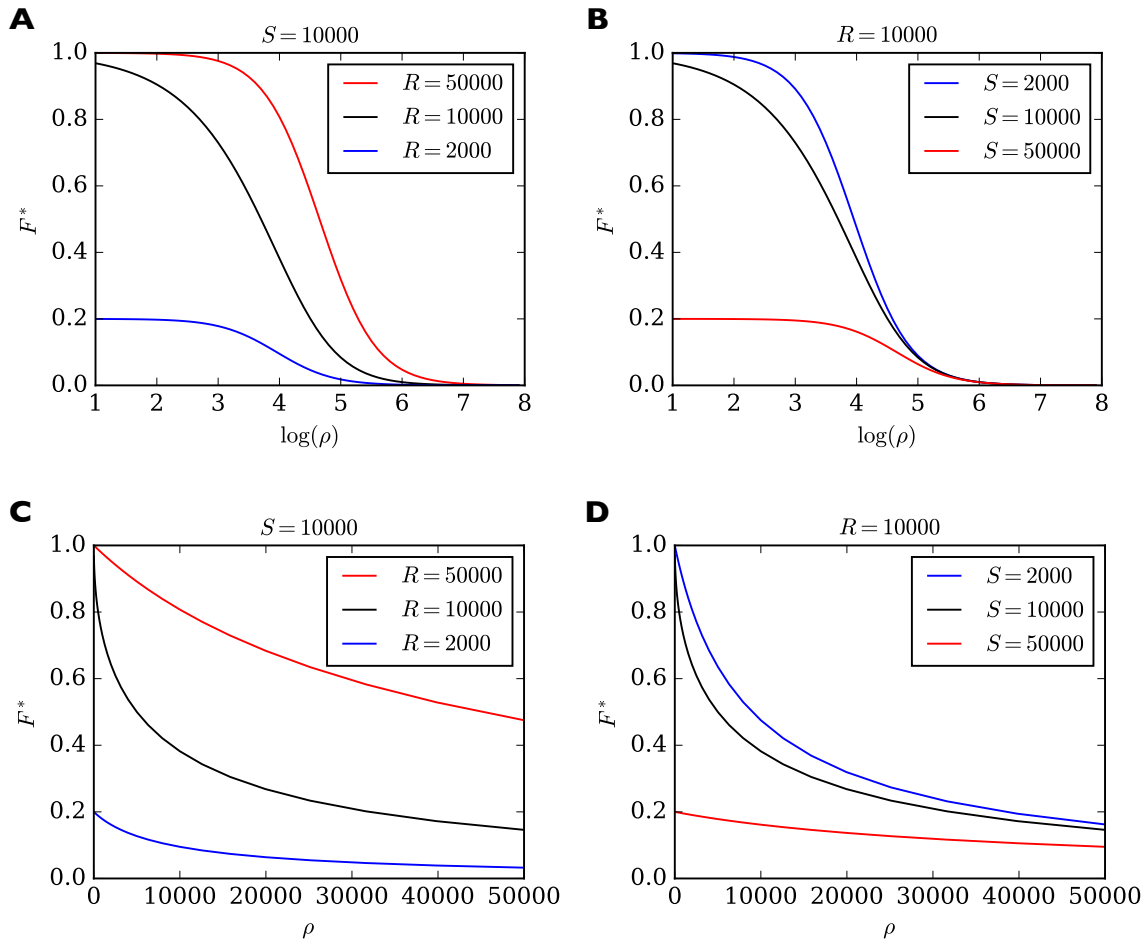 A
S = 10000
1.0
0.8
0.6
0.4
0.2
0.0
F*
R = 50000
R = 10000
R = 2000
1 2 3 4 5 6 7 8
log(ρ)
B
R = 10000
1.0
0.8
0.6
0.4
0.2
0.0
F*
S = 2000
S = 10000
S = 50000
1 2 3 4 5 6 7 8
log(ρ)
C
S = 10000
1.0
0.8
0.6
0.4
0.2
0.0
F*
R = 50000
R = 10000
R = 2000
0 10000 20000 30000 40000 50000
ρ
D
R = 10000
1.0
0.8
0.6
0.4
0.2
0.0
F*
S = 2000
S = 10000
S = 50000
0 10000 20000 30000 40000 50000
ρ